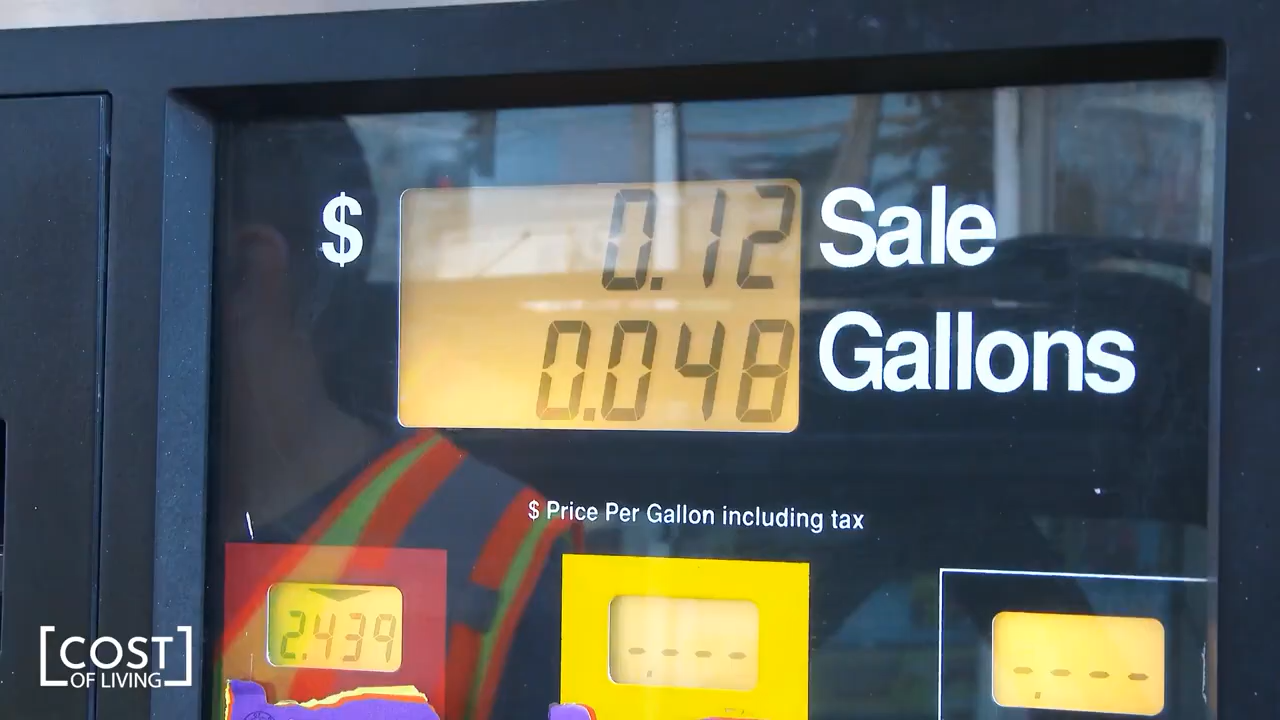 $ 0.12 Sale
0.048 Gallons
$ Price Per Gallon including tax
2.439
- - - -
- - - -
[COST
OF LIVING]